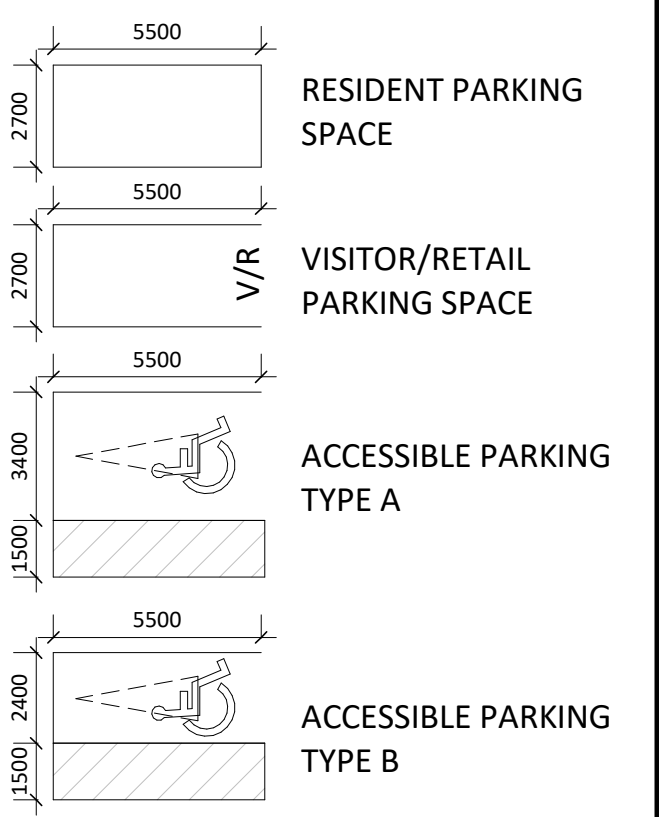 5500
2700
RESIDENT PARKING
SPACE
5500
2700
V/R
VISITOR/RETAIL
PARKING SPACE
5500
3400
1500
ACCESSIBLE PARKING
TYPE A
5500
2400
1500
ACCESSIBLE PARKING
TYPE B